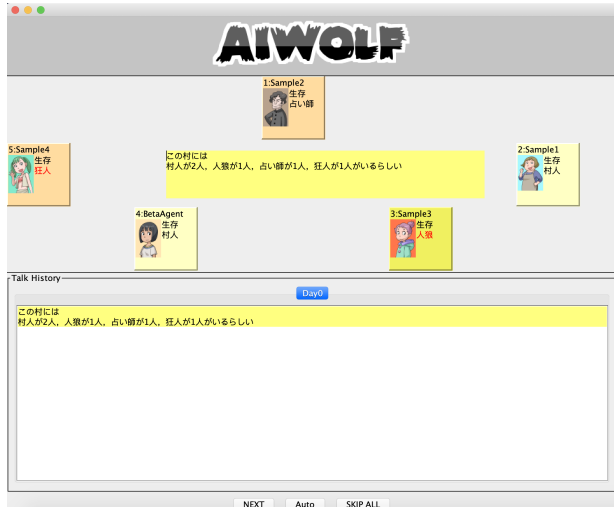 AIWOLF
1:Sample2
生存
占い師
5:Sample4
生存
狂人
この村には
村人が2人，人狼が1人，占い師が1人，狂人が1人がいるらしい
2:Sample1
生存
村人
4:BetaAgent
生存
村人
3:Sample3
生存
人狼
Talk History
Day0
この村には
村人が2人，人狼が1人，占い師が1人，狂人が1人がいるらしい
NEXT
Auto
SKIP ALL